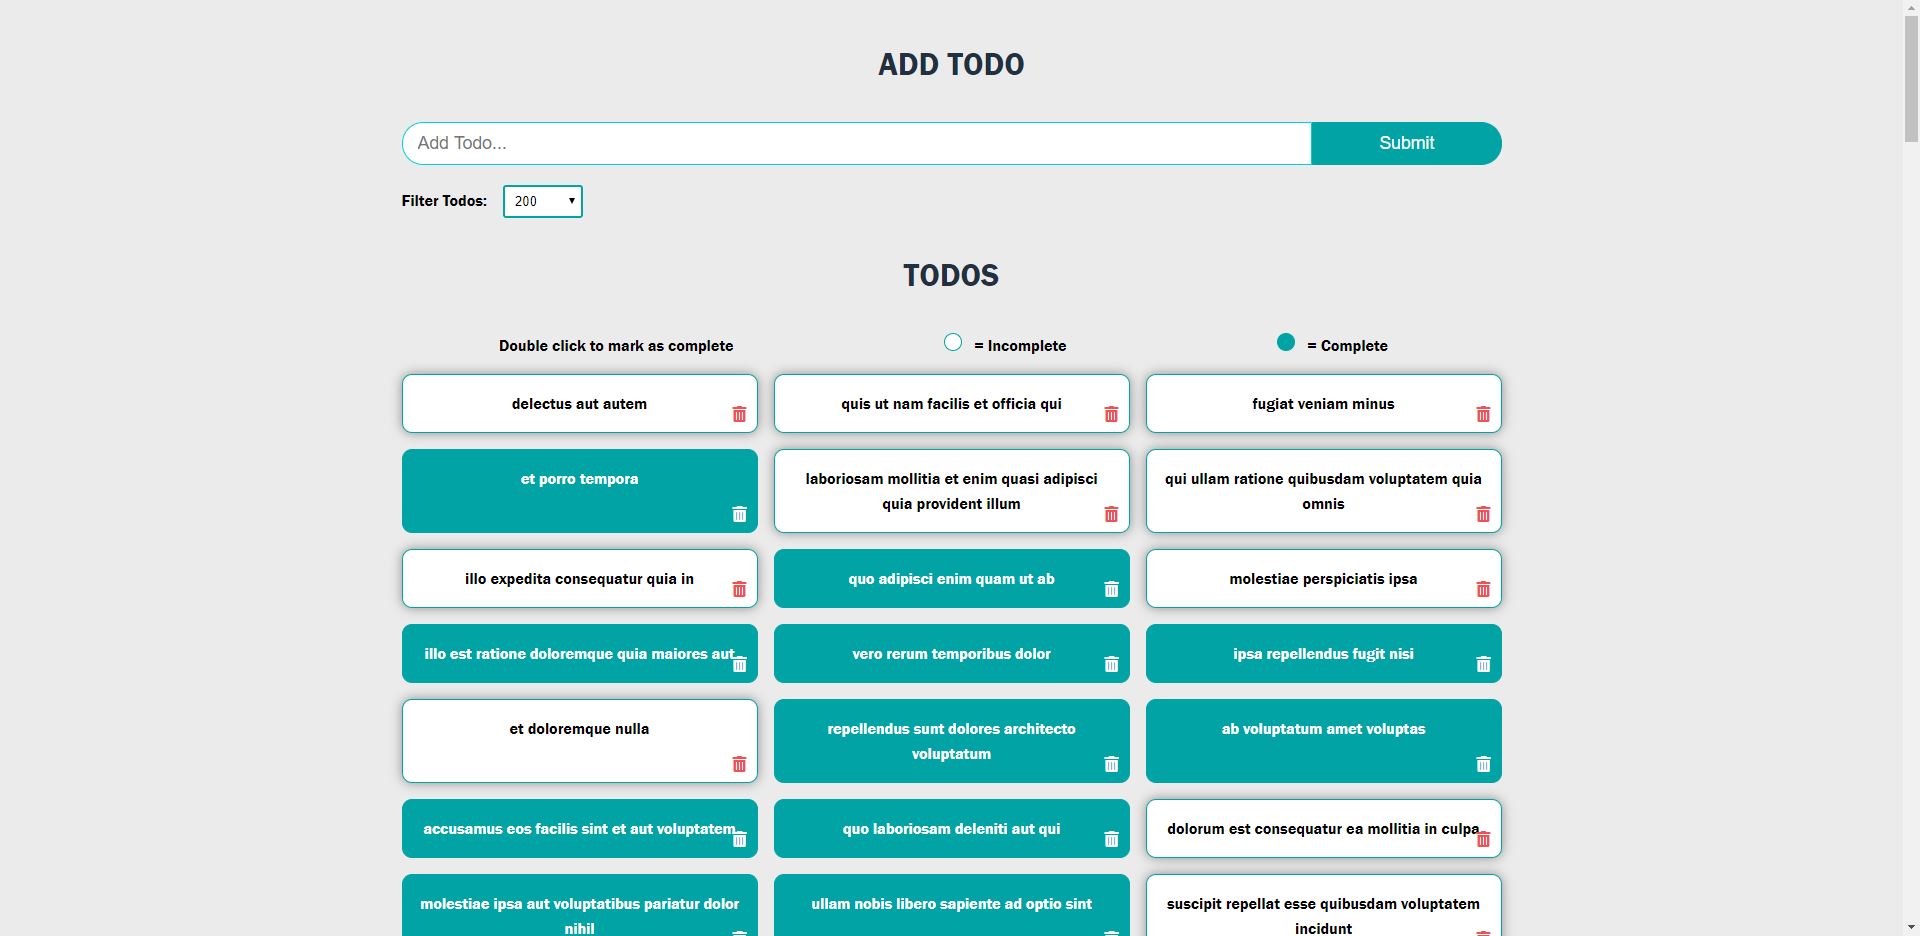 ADD TODO
Add Todo...
Submit
Filter Todos:
200
TODOS
Double click to mark as complete
= Incomplete
= Complete
delectus aut autem
quis ut nam facilis et officia qui
fugiat veniam minus
et porro tempora
laboriosam mollitia et enim quasi adipisci
quia provident illum
qui ullam ratione quibusdam voluptatem quia
omnis
illo expedita consequatur quia in
quo adipisci enim quam ut ab
molestiae perspiciatis ipsa
illo est ratione doloremque quia maiores aut
vero rerum temporibus dolor
ipsa repellendus fugit nisi
et doloremque nulla
repellendus sunt dolores architecto
voluptatum
ab voluptatum amet voluptas
accusamus eos facilis sint et aut voluptatem
quo laboriosam deleniti aut qui
dolorum est consequatur ea mollitia in culpa
molestiae ipsa aut voluptatibus pariatur dolor
nihil
ullam nobis libero sapiente ad optio sint
suscipit repellat esse quibusdam voluptatem
incidunt